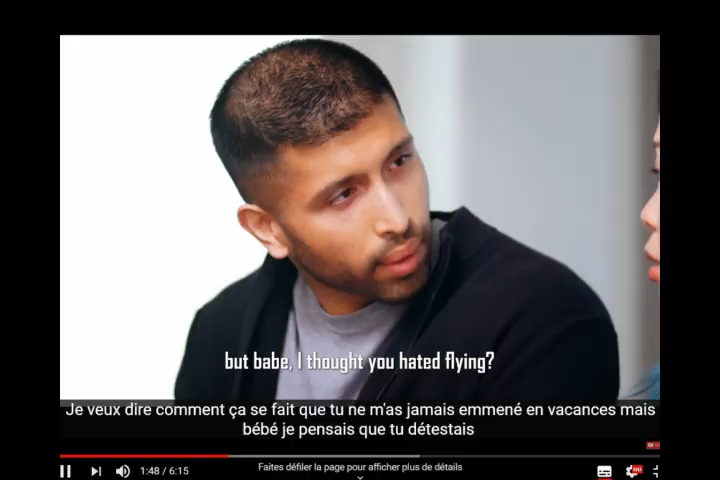 but babe, I thought you hated flying?
Je veux dire comment ça se fait que tu ne m'as jamais emmené en vacances mais
bébé je pensais que tu détestais
1:48 / 6:15
Faites défiler la page pour afficher plus de détails
HD